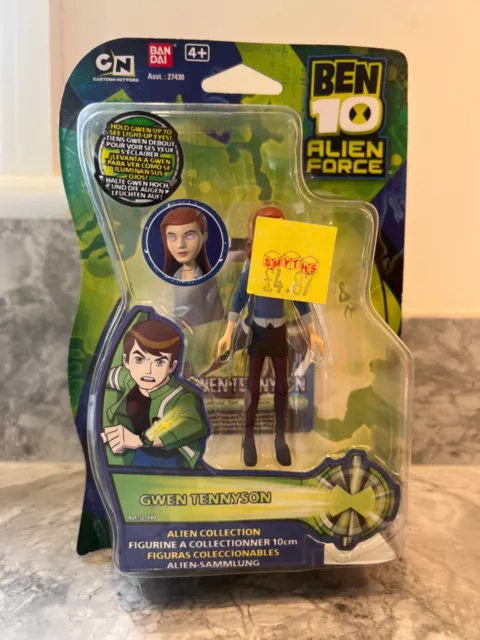 CN
CARTOON NETWORK
BAN
DAI
4+
Asst. : 27430
BEN
10
ALIEN
FORCE
HOLD GWEN UP TO
SEE LIGHT-UP EYES!
TIENS GWEN DEBOUT
POUR VOIR SES YEUX
S'ÉCLAIRER
¡LEVANTA A GWEN
PARA VER COMO SE
ILUMINAN SUS
OJOS!
HALTE GWEN HOCH
UND DIE AUGEN
LEUCHTEN AUF!
SMYTHS
£4.87
GWEN TENNYSON
GWEN TENNYSON
ALIEN COLLECTION
FIGURINE A COLLECTIONNER 10cm
FIGURAS COLECCIONABLES
ALIEN-SAMMLUNG